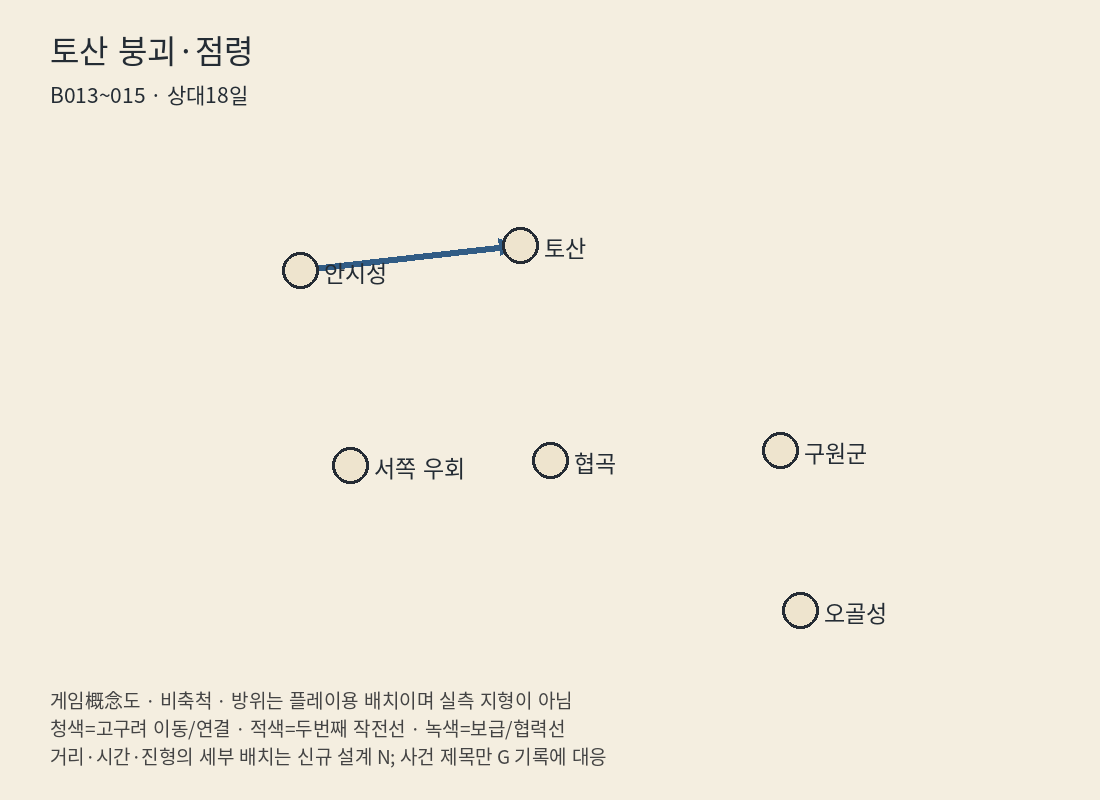 토산 붕괴·점령
B013~015 · 상대18일
토산
안시성
구원군
협곡
서쪽 우회
오골성
게임概念도 · 비축척 · 방위는 플레이용 배치이며 실측 지형이 아님
청색=고구려 이동/연결 · 적색=두번째 작전선 · 녹색=보급/협력선
거리·시간·진형의 세부 배치는 신규 설계 N; 사건 제목만 G 기록에 대응